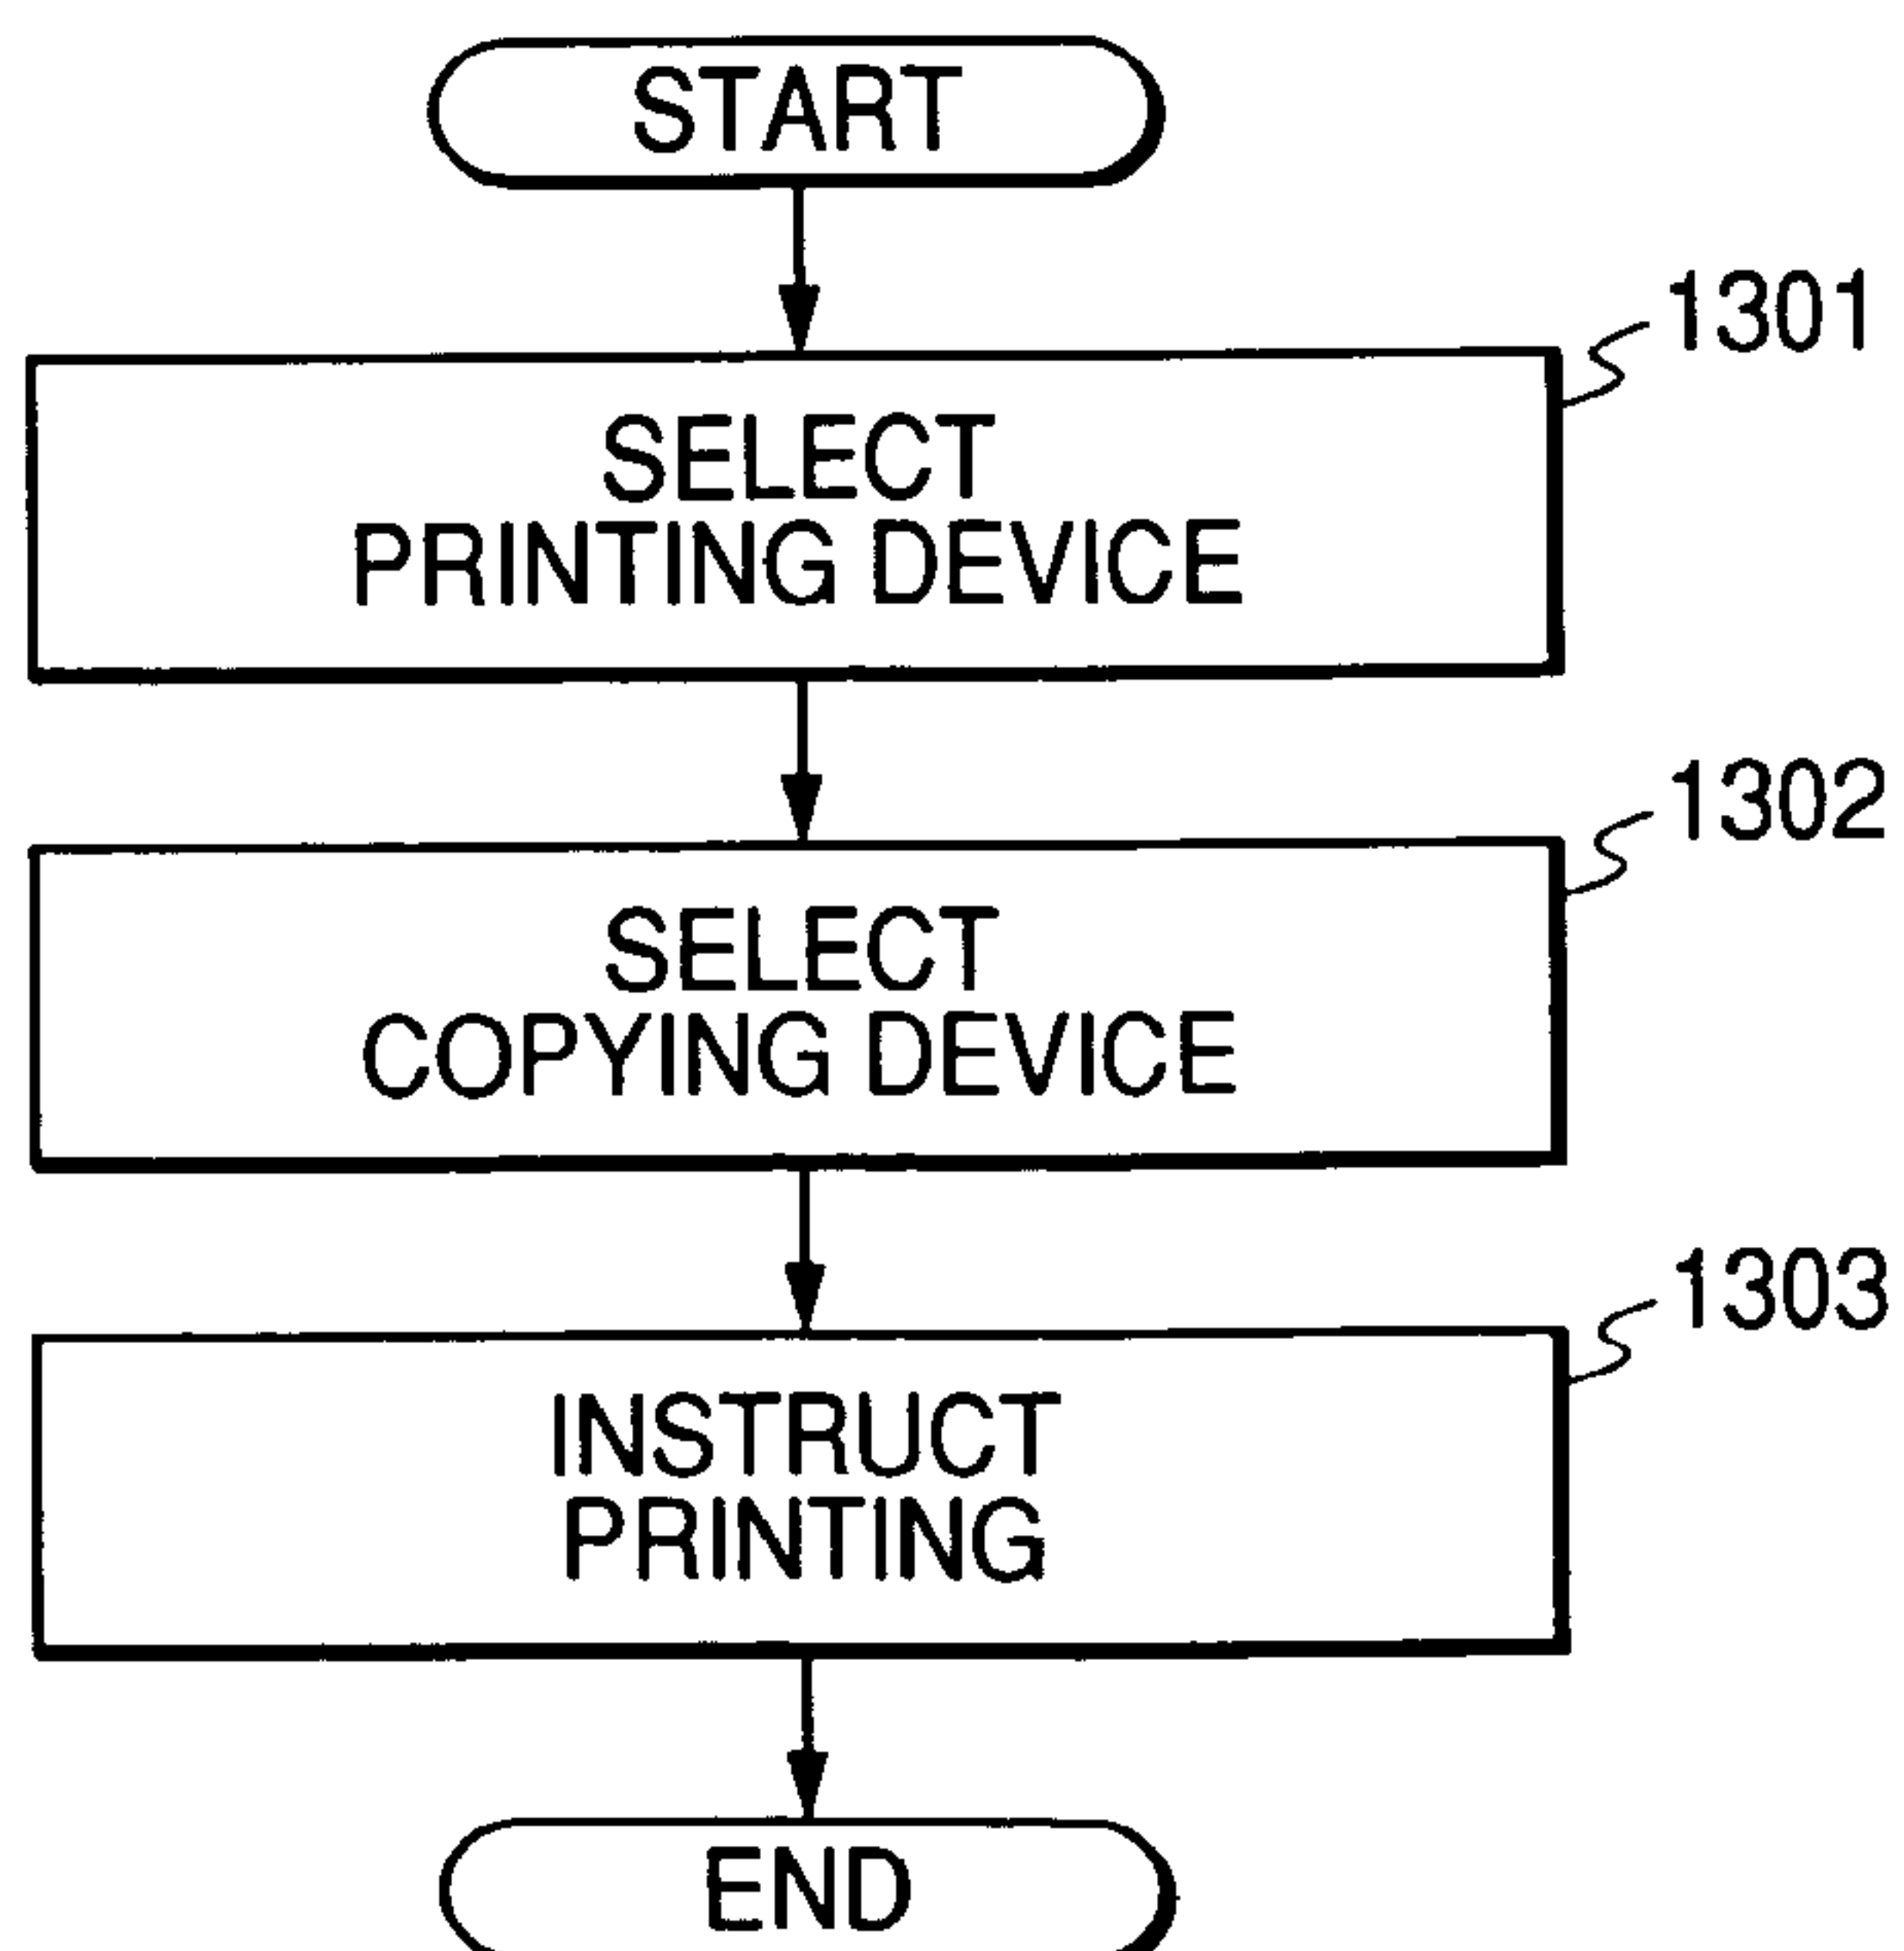 START
1301
SELECT
PRINTING DEVICE
1302
SELECT
COPYING DEVICE
1303
INSTRUCT
PRINTING
END